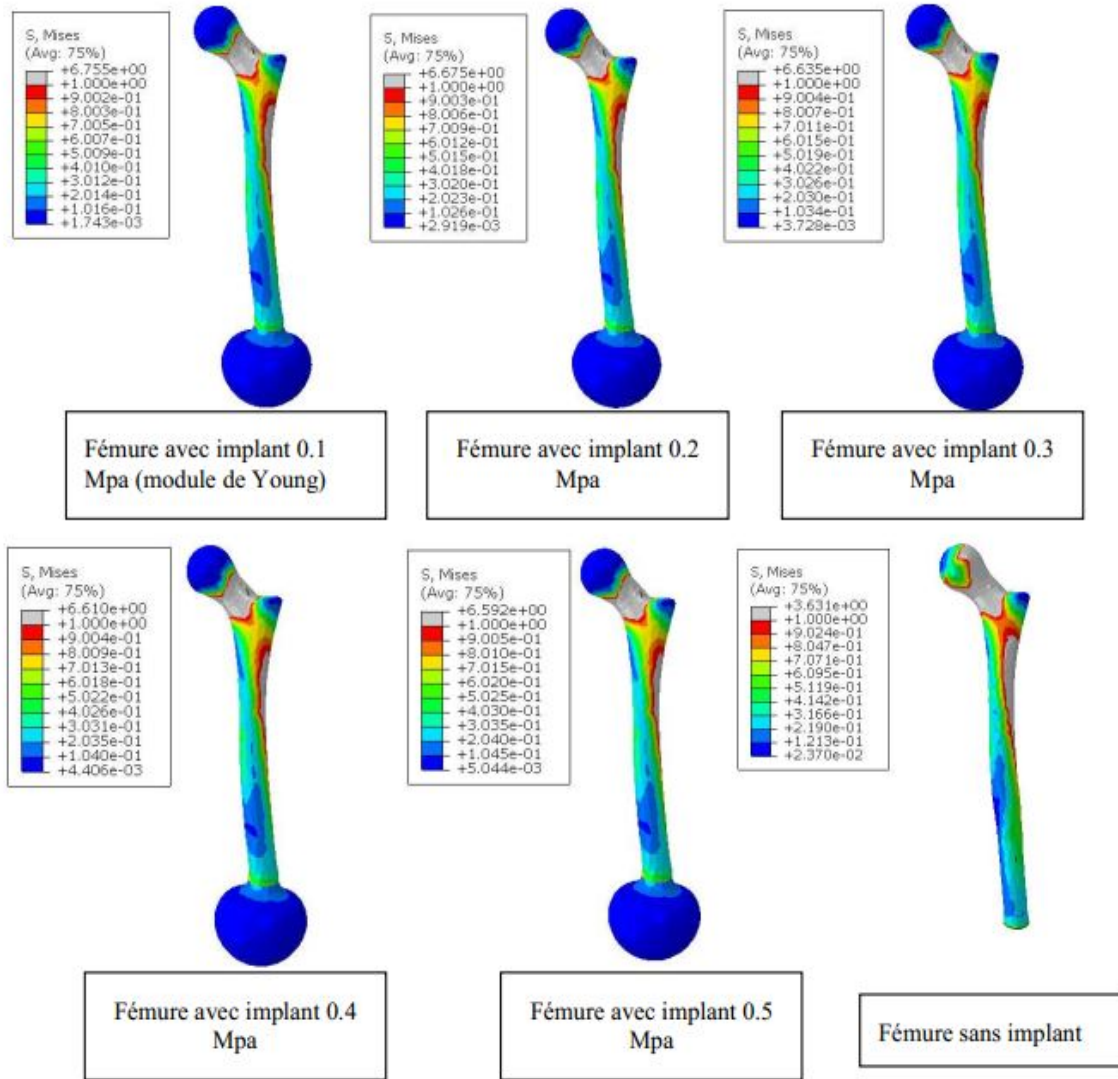 S, Mises
(Avg: 75%)
+6.755e+00
+1.000e+00
+9.002e-01
+8.003e-01
+7.005e-01
+6.007e-01
+5.009e-01
+4.010e-01
+3.012e-01
+2.014e-01
+1.016e-01
+1.743e-03
S, Mises
(Avg: 75%)
+6.675e+00
+1.000e+00
+9.003e-01
+8.006e-01
+7.009e-01
+6.012e-01
+5.015e-01
+4.018e-01
+3.020e-01
+2.023e-01
+1.026e-01
+2.919e-03
S, Mises
(Avg: 75%)
+6.635e+00
+1.000e+00
+9.004e-01
+8.007e-01
+7.011e-01
+6.015e-01
+5.019e-01
+4.022e-01
+3.026e-01
+2.030e-01
+1.034e-01
+3.728e-03
Fémure avec implant 0.1
Mpa (module de Young)
Fémure avec implant 0.2
Mpa
Fémure avec implant 0.3
Mpa
S, Mises
(Avg: 75%)
+6.610e+00
+1.000e+00
+9.004e-01
+8.009e-01
+7.013e-01
+6.018e-01
+5.022e-01
+4.026e-01
+3.031e-01
+2.035e-01
+1.040e-01
+4.406e-03
S, Mises
(Avg: 75%)
+6.592e+00
+1.000e+00
+9.005e-01
+8.010e-01
+7.015e-01
+6.020e-01
+5.025e-01
+4.030e-01
+3.035e-01
+2.040e-01
+1.045e-01
+5.044e-03
S, Mises
(Avg: 75%)
+3.631e+00
+1.000e+00
+9.024e-01
+8.047e-01
+7.071e-01
+6.095e-01
+5.119e-01
+4.142e-01
+3.166e-01
+2.190e-01
+1.213e-01
+2.370e-02
Fémure avec implant 0.4
Mpa
Fémure avec implant 0.5
Mpa
Fémure sans implant